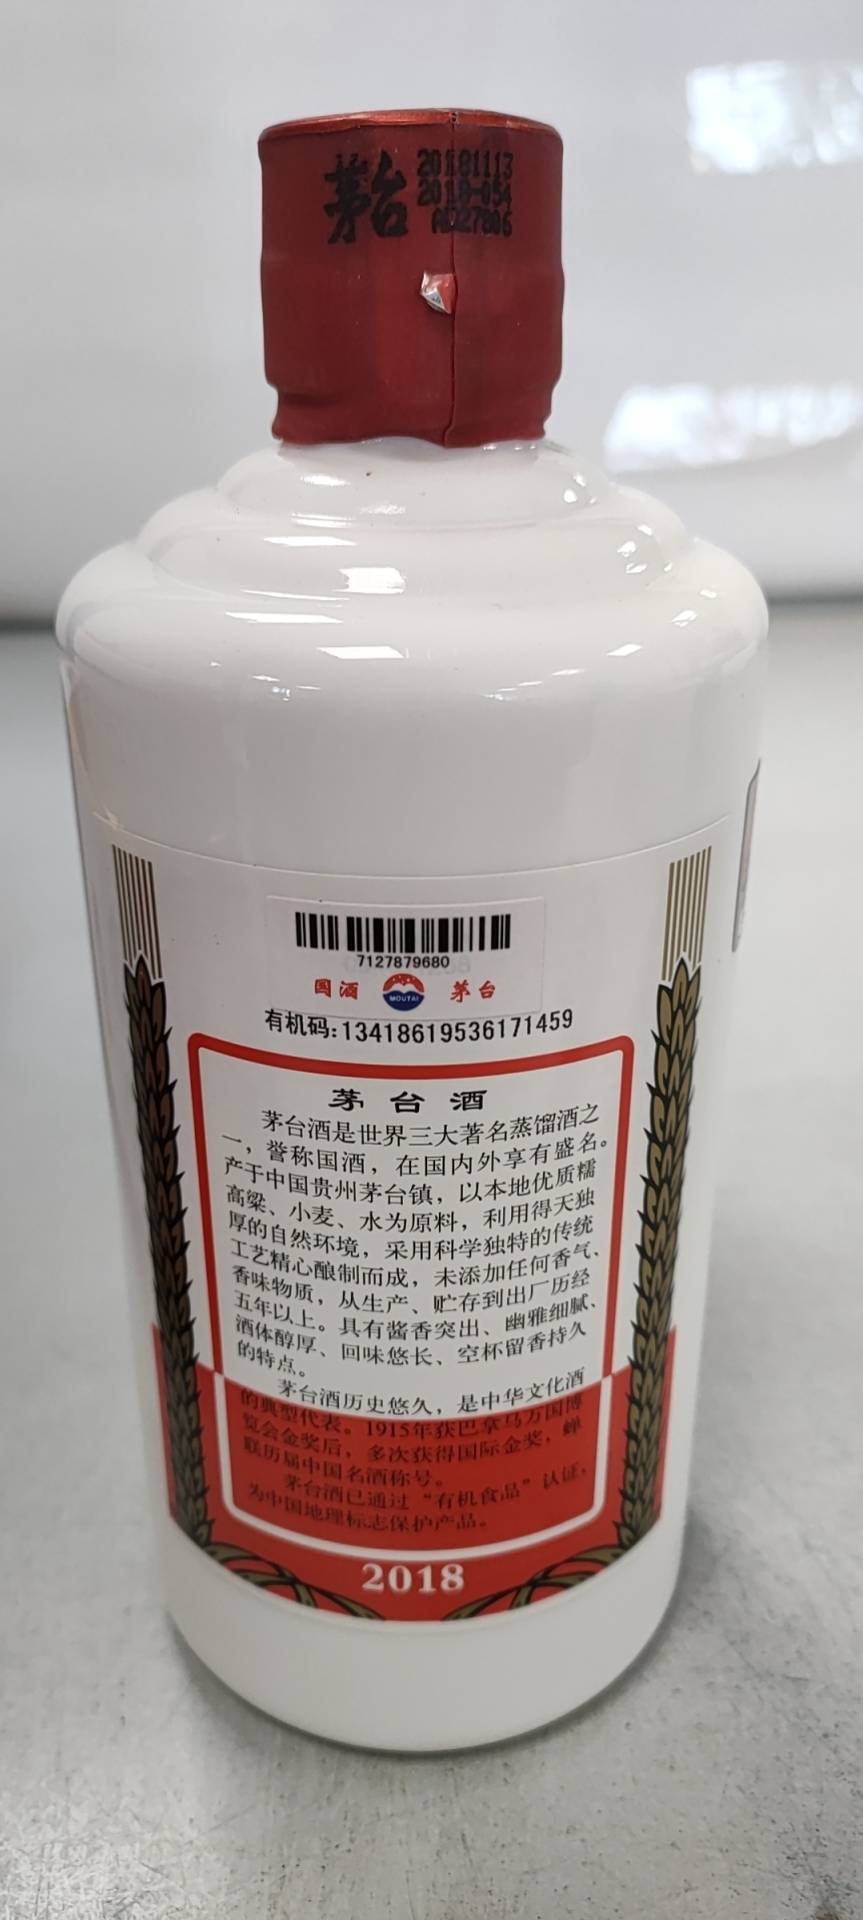 茅台
20181113
2018-054
7127879680
国酒 MOUTAI 茅台
有机码:13418619536171459
茅台酒
茅台酒是世界三大著名蒸馏酒之
一，誉称国酒，在国内外享有盛名。
产于中国贵州茅台镇，以本地优质糯
高粱、小麦、水为原料，利用得天独
厚的自然环境，采用科学独特的传统
工艺精心酿制而成，未添加任何香气、
香味物质，从生产、贮存到出厂历经
五年以上。具有酱香突出、幽雅细腻、
酒体醇厚、回味悠长、空杯留香持久
的特点。
茅台酒历史悠久，是中华文化酒
的典型代表。1915年获巴拿马万国博
览会金奖后，多次获得国际金奖，蝉
联历届中国名酒称号。
茅台酒已通过“有机食品”认证，
为中国地理标志保护产品。
2018